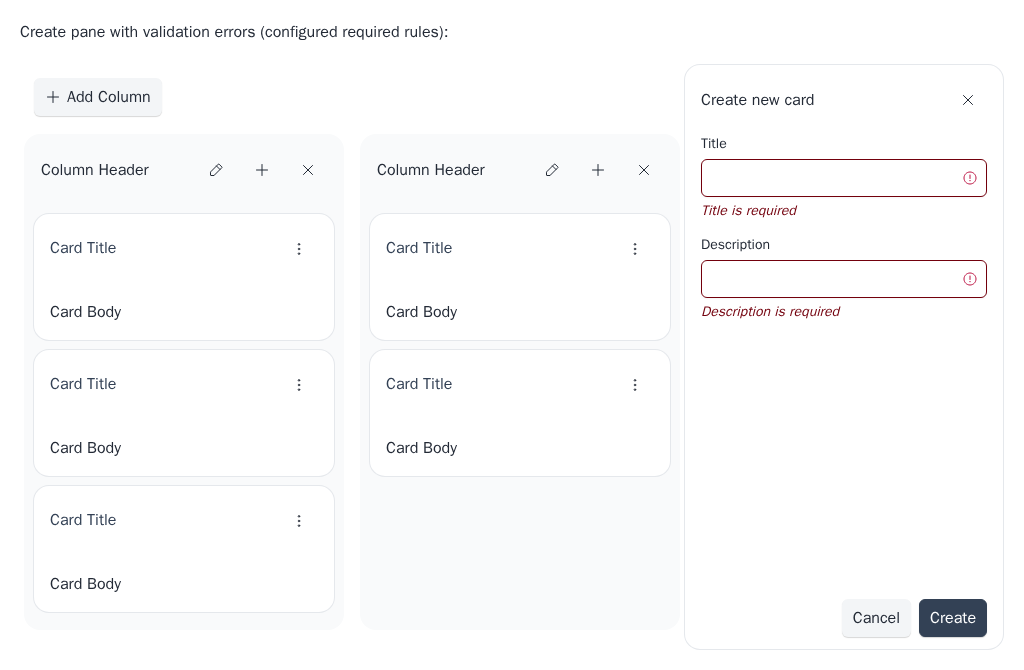 Create pane with validation errors (configured required rules):
Add Column
Column Header
Card Title
Card Body
Card Title
Card Body
Card Title
Card Body
Column Header
Card Title
Card Body
Card Title
Card Body
Create new card
Title
Title is required
Description
Description is required
Cancel
Create